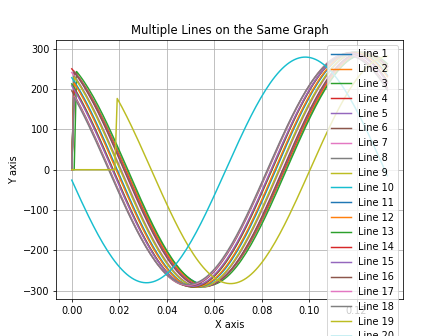 Multiple Lines on the Same Graph
300
200
100
0
−100
−200
−300
Y axis
0.00
0.02
0.04
0.06
0.08
0.10
X axis
Line 1
Line 2
Line 3
Line 4
Line 5
Line 6
Line 7
Line 8
Line 9
Line 10
Line 11
Line 12
Line 13
Line 14
Line 15
Line 16
Line 17
Line 18
Line 19
Line 20